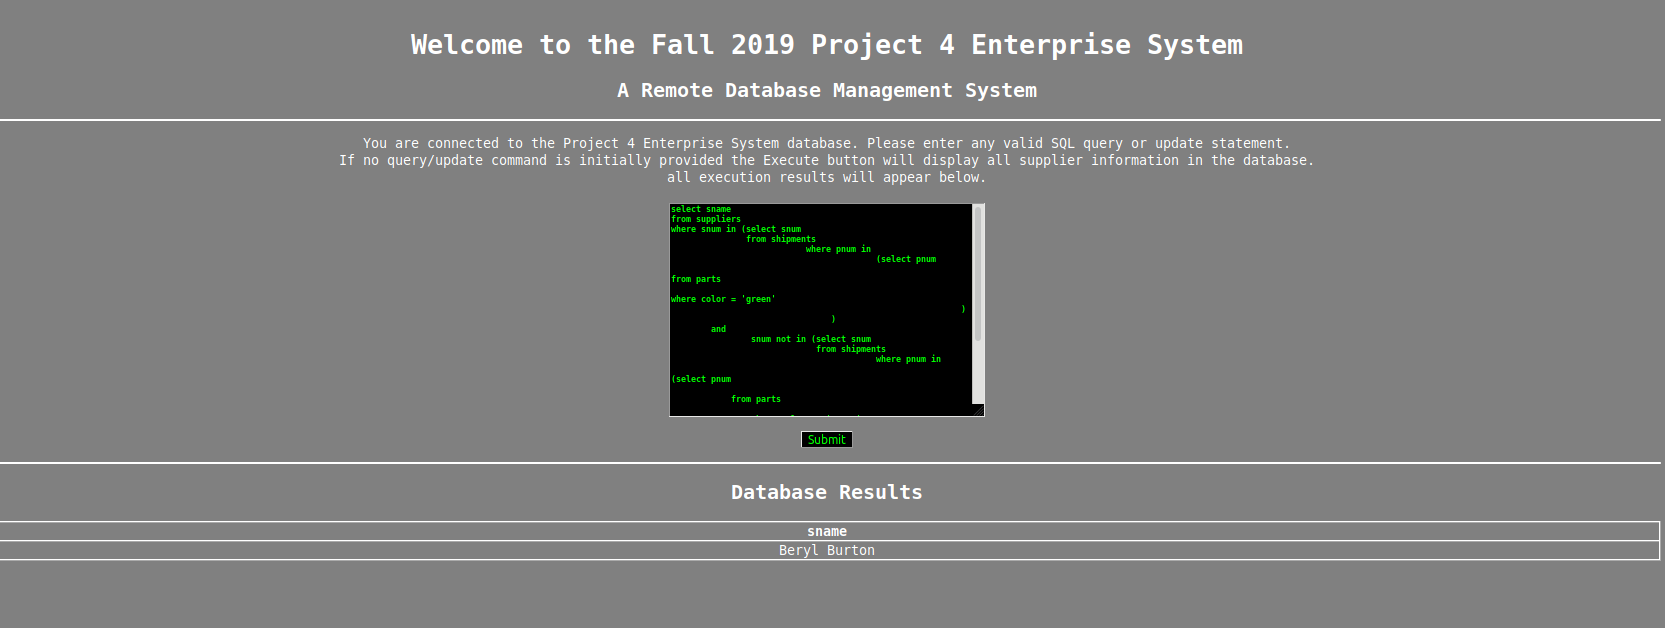 Welcome to the Fall 2019 Project 4 Enterprise System
A Remote Database Management System
You are connected to the Project 4 Enterprise System database. Please enter any valid SQL query or update statement.
If no query/update command is initially provided the Execute button will display all supplier information in the database.
all execution results will appear below.
select sname
from suppliers
where snum in (select snum
from shipments
where pnum in
(select pnum
from parts
where color = 'green'
)
)
and
snum not in (select snum
from shipments
where pnum in
(select pnum
from parts
Submit
Database Results
sname
Beryl Burton